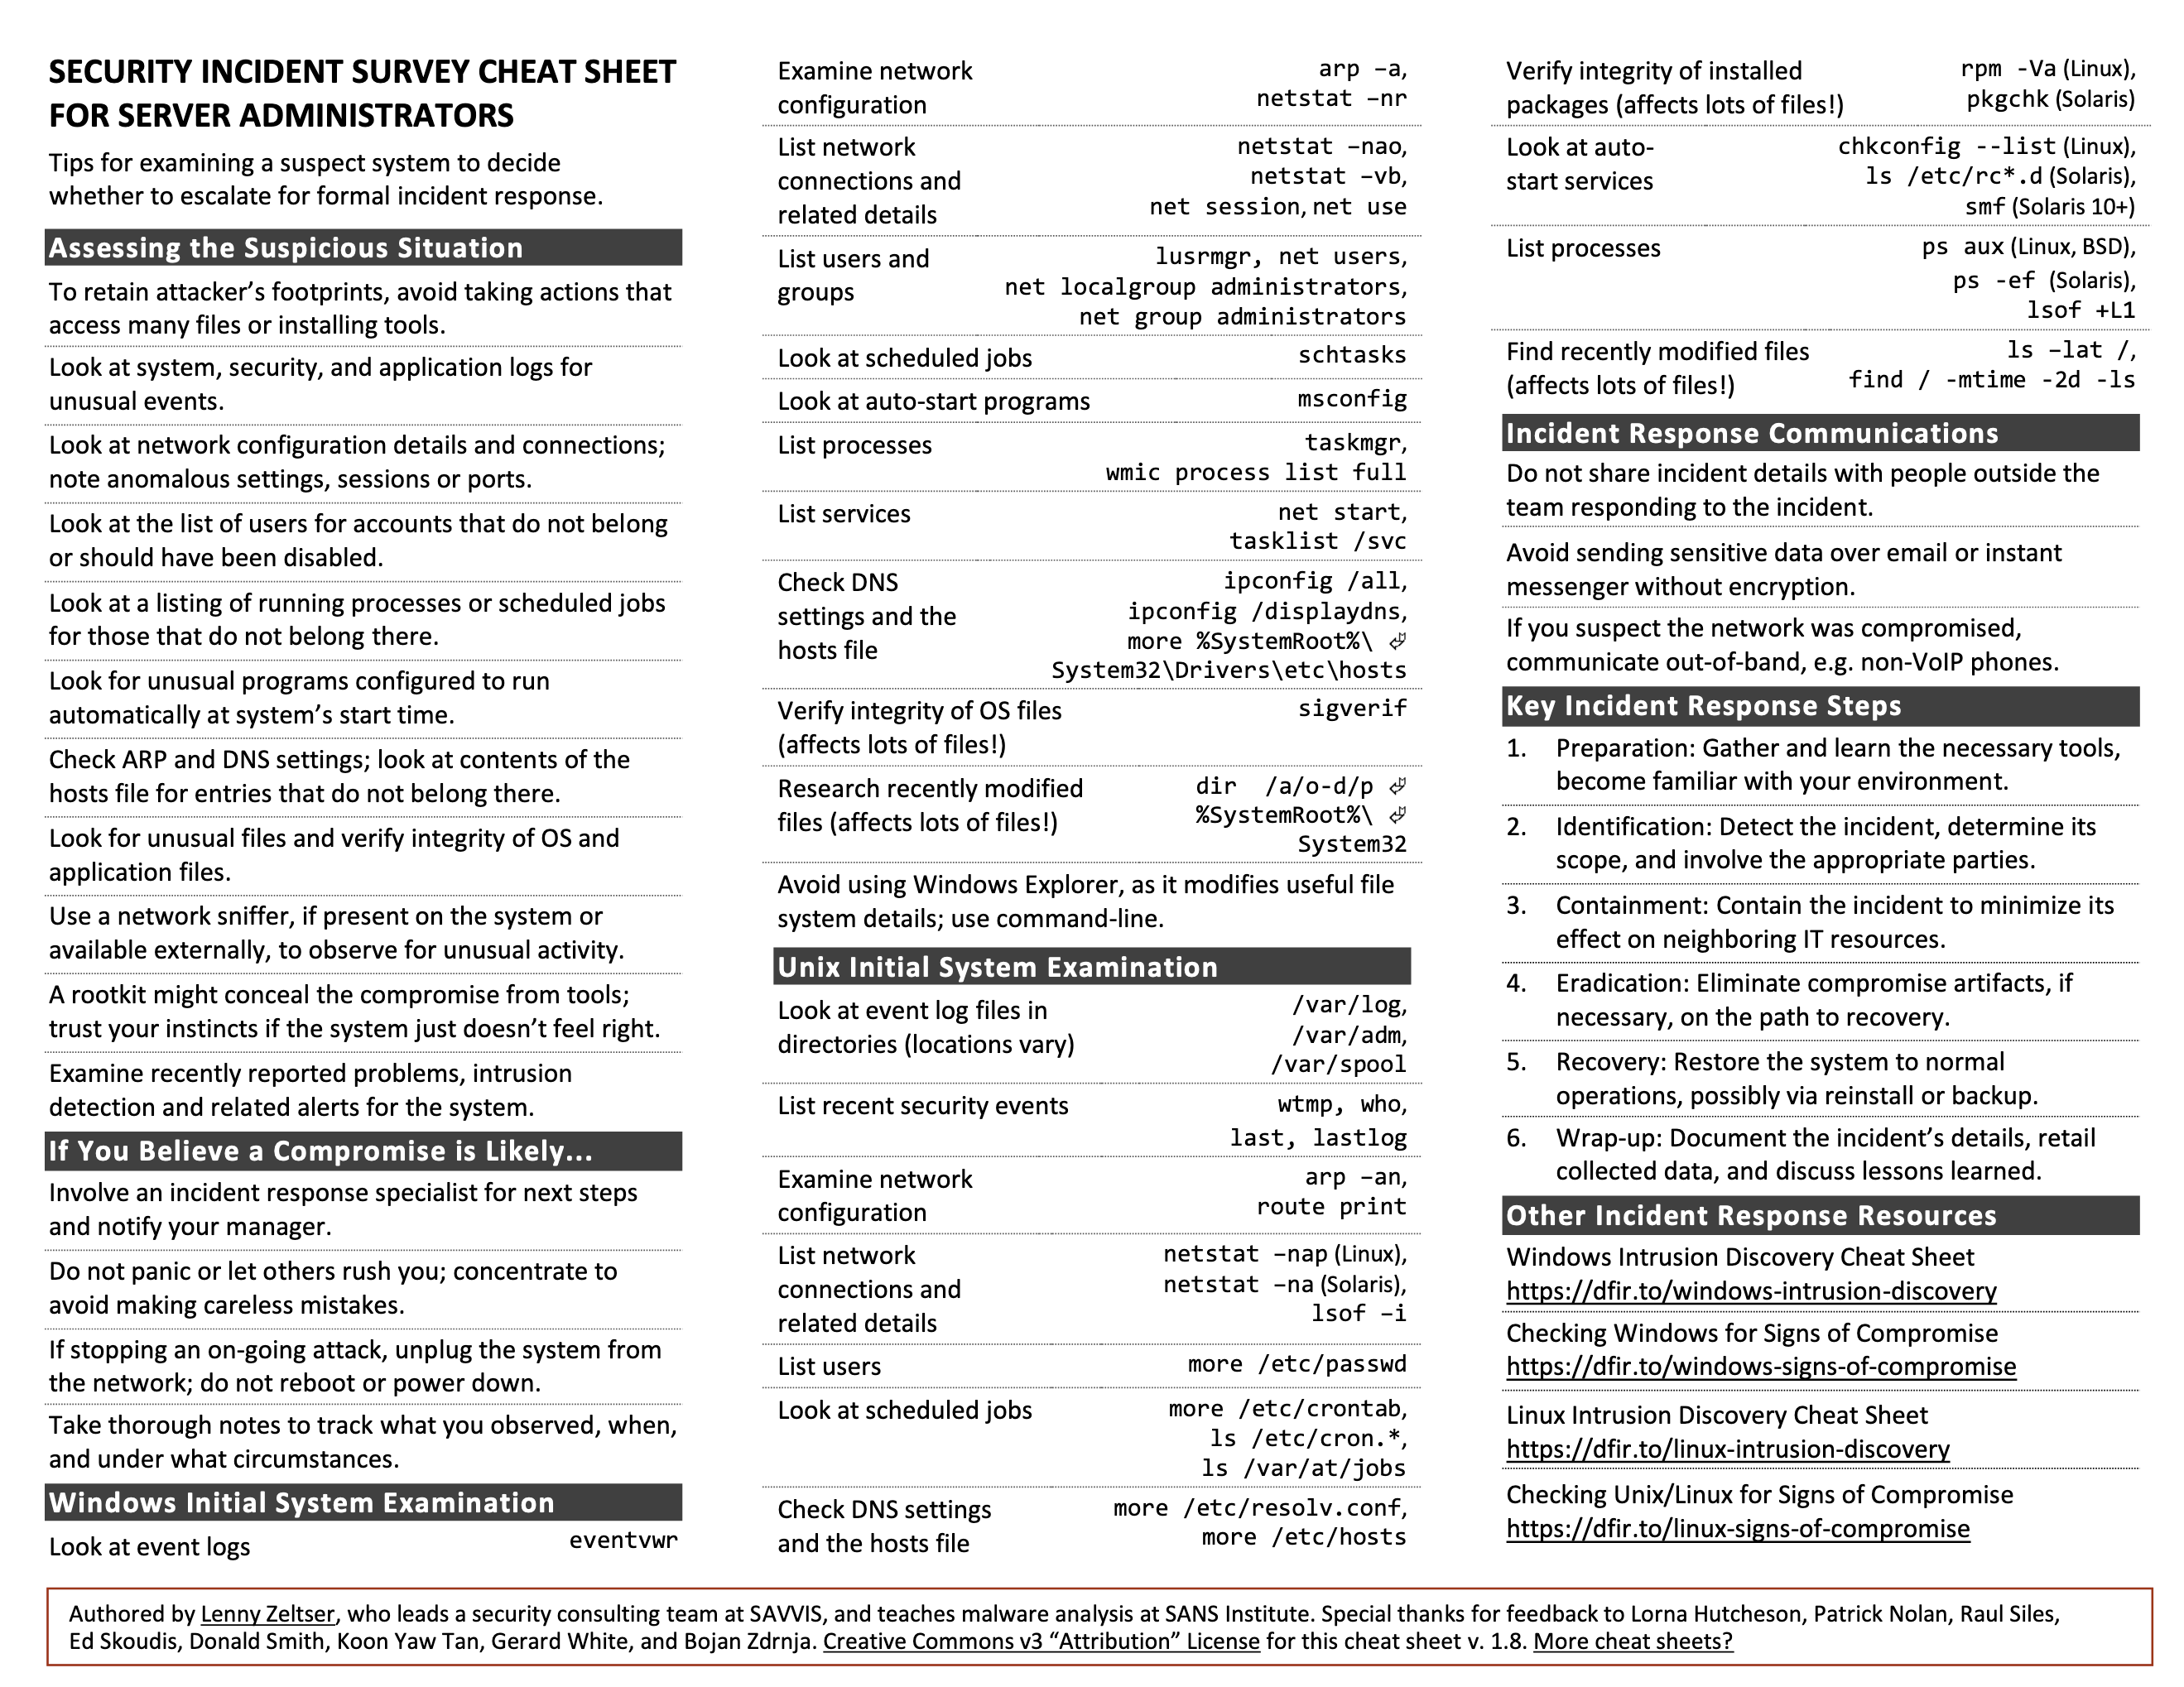 SECURITY INCIDENT SURVEY CHEAT SHEET
FOR SERVER ADMINISTRATORS
Tips for examining a suspect system to decide
whether to escalate for formal incident response.
Assessing the Suspicious Situation
To retain attacker’s footprints, avoid taking actions that
access many files or installing tools.
Look at system, security, and application logs for
unusual events.
Look at network configuration details and connections;
note anomalous settings, sessions or ports.
Look at the list of users for accounts that do not belong
or should have been disabled.
Look at a listing of running processes or scheduled jobs
for those that do not belong there.
Look for unusual programs configured to run
automatically at system’s start time.
Check ARP and DNS settings; look at contents of the
hosts file for entries that do not belong there.
Look for unusual files and verify integrity of OS and
application files.
Use a network sniffer, if present on the system or
available externally, to observe for unusual activity.
A rootkit might conceal the compromise from tools;
trust your instincts if the system just doesn’t feel right.
Examine recently reported problems, intrusion
detection and related alerts for the system.
If You Believe a Compromise is Likely...
Involve an incident response specialist for next steps
and notify your manager.
Do not panic or let others rush you; concentrate to
avoid making careless mistakes.
If stopping an on-going attack, unplug the system from
the network; do not reboot or power down.
Take thorough notes to track what you observed, when,
and under what circumstances.
Windows Initial System Examination
Look at event logs eventvwr
Examine network arp –a,
configuration netstat –nr
List network netstat –nao,
connections and netstat –vb,
related details net session, net use
List users and lusrmgr, net users,
groups net localgroup administrators,
net group administrators
Look at scheduled jobs schtasks
Look at auto-start programs msconfig
List processes taskmgr,
wmic process list full
List services net start,
tasklist /svc
Check DNS ipconfig /all,
settings and the ipconfig /displaydns,
hosts file more %SystemRoot%\ ↵
System32\Drivers\etc\hosts
Verify integrity of OS files sigverif
(affects lots of files!)
Research recently modified dir /a/o-d/p ↵
files (affects lots of files!) %SystemRoot%\ ↵
System32
Avoid using Windows Explorer, as it modifies useful file
system details; use command-line.
Unix Initial System Examination
Look at event log files in /var/log,
directories (locations vary) /var/adm,
/var/spool
List recent security events wtmp, who,
last, lastlog
Examine network arp –an,
configuration route print
List network netstat –nap (Linux),
connections and netstat –na (Solaris),
related details lsof –i
List users more /etc/passwd
Look at scheduled jobs more /etc/crontab,
ls /etc/cron.*,
ls /var/at/jobs
Check DNS settings more /etc/resolv.conf,
and the hosts file more /etc/hosts
Verify integrity of installed rpm -Va (Linux),
packages (affects lots of files!) pkgchk (Solaris)
Look at auto- chkconfig --list (Linux),
start services ls /etc/rc*.d (Solaris),
smf (Solaris 10+)
List processes ps aux (Linux, BSD),
ps -ef (Solaris),
lsof +L1
Find recently modified files ls –lat /,
(affects lots of files!) find / -mtime -2d -ls
Incident Response Communications
Do not share incident details with people outside the
team responding to the incident.
Avoid sending sensitive data over email or instant
messenger without encryption.
If you suspect the network was compromised,
communicate out-of-band, e.g. non-VoIP phones.
Key Incident Response Steps
1. Preparation: Gather and learn the necessary tools,
become familiar with your environment.
2. Identification: Detect the incident, determine its
scope, and involve the appropriate parties.
3. Containment: Contain the incident to minimize its
effect on neighboring IT resources.
4. Eradication: Eliminate compromise artifacts, if
necessary, on the path to recovery.
5. Recovery: Restore the system to normal
operations, possibly via reinstall or backup.
6. Wrap-up: Document the incident’s details, retail
collected data, and discuss lessons learned.
Other Incident Response Resources
Windows Intrusion Discovery Cheat Sheet
https://dfir.to/windows-intrusion-discovery
Checking Windows for Signs of Compromise
https://dfir.to/windows-signs-of-compromise
Linux Intrusion Discovery Cheat Sheet
https://dfir.to/linux-intrusion-discovery
Checking Unix/Linux for Signs of Compromise
https://dfir.to/linux-signs-of-compromise
Authored by Lenny Zeltser, who leads a security consulting team at SAVVIS, and teaches malware analysis at SANS Institute. Special thanks for feedback to Lorna Hutcheson, Patrick Nolan, Raul Siles,
Ed Skoudis, Donald Smith, Koon Yaw Tan, Gerard White, and Bojan Zdrnja. Creative Commons v3 “Attribution” License for this cheat sheet v. 1.8. More cheat sheets?